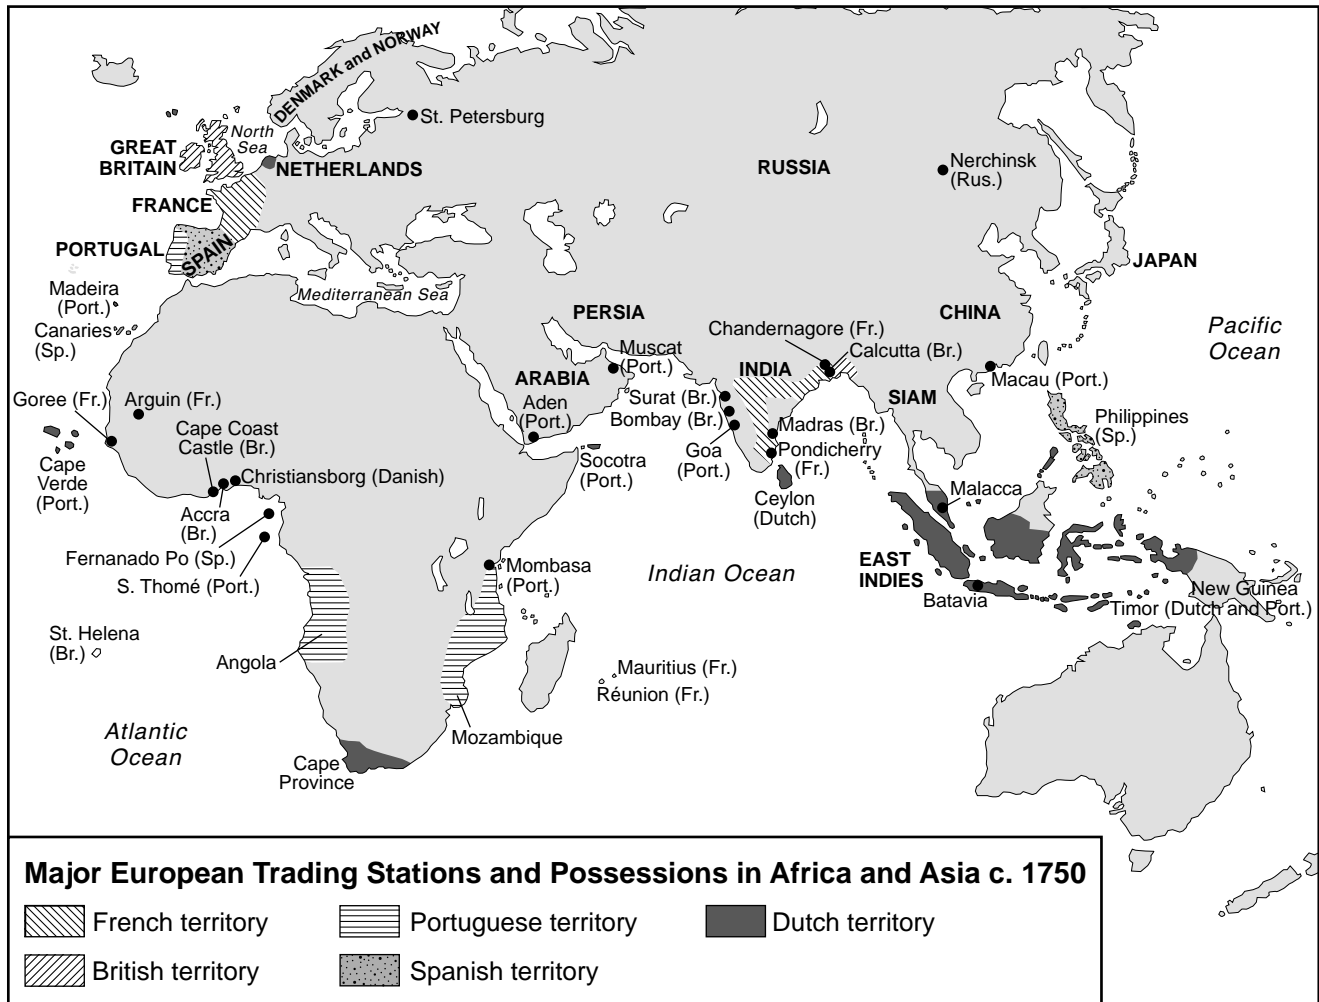 DENMARK and NORWAY
St. Petersburg
North
Sea
GREAT
BRITAIN
NETHERLANDS
RUSSIA
Nerchinsk
(Rus.)
FRANCE
PORTUGAL
SPAIN
JAPAN
Madeira
(Port.)
Mediterranean Sea
Canaries
(Sp.)
PERSIA
CHINA
Pacific
Ocean
Chandernagore (Fr.)
Calcutta (Br.)
Muscat
(Port.)
INDIA
ARABIA
Macau (Port.)
Aden
(Port.)
SIAM
Surat (Br.)
Bombay (Br.)
Goree (Fr.)
Arguin (Fr.)
Cape Coast
Castle (Br.)
Madras (Br.)
Philippines
(Sp.)
Goa
(Port.)
Pondicherry
(Fr.)
Cape
Verde
(Port.)
Christiansborg (Danish)
Socotra
(Port.)
Ceylon
(Dutch)
Malacca
Accra
(Br.)
Fernanado Po (Sp.)
S. Thomé (Port.)
Mombasa
(Port.)
Indian Ocean
EAST
INDIES
Batavia
New Guinea
Timor (Dutch and Port.)
St. Helena
(Br.)
Angola
Mauritius (Fr.)
Réunion (Fr.)
Atlantic
Ocean
Mozambique
Cape
Province
Major European Trading Stations and Possessions in Africa and Asia c. 1750
French territory
Portuguese territory
Dutch territory
British territory
Spanish territory